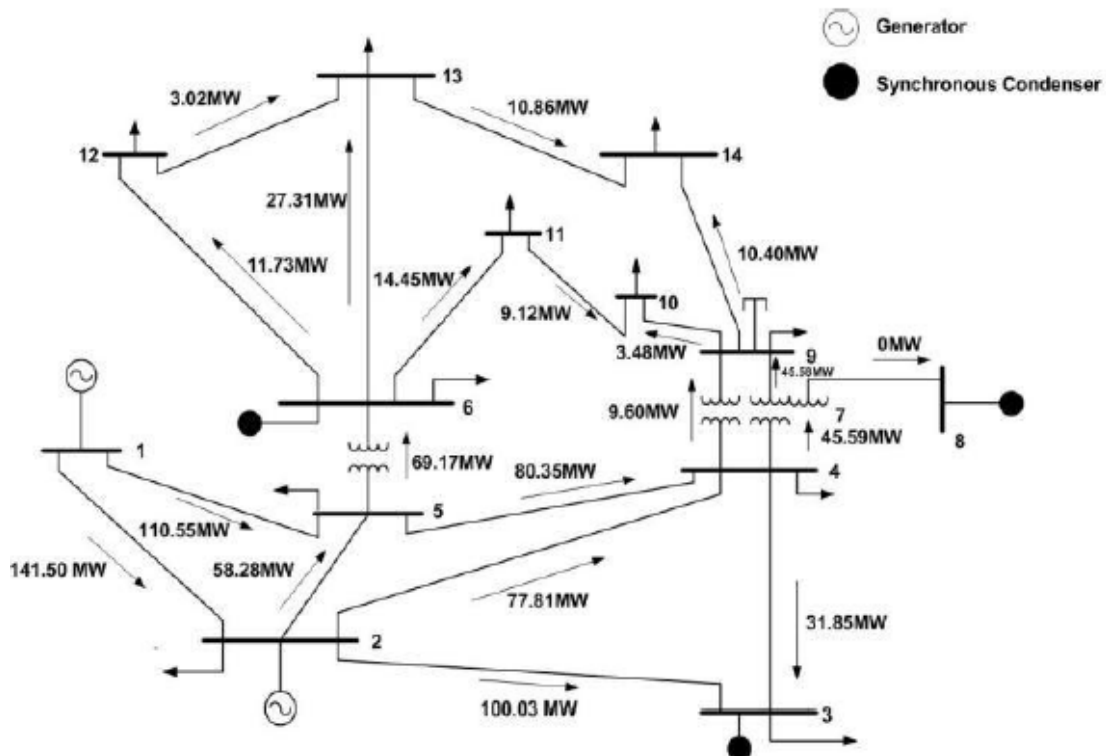 Generator
Synchronous Condenser
13
3.02MW
10.86MW
12
14
27.31MW
11
11.73MW
14.45MW
10.40MW
10
9.12MW
3.48MW
9
0MW
45.58MW
6
9.60MW
7
8
45.59MW
1
69.17MW
80.35MW
4
5
110.55MW
141.50 MW
58.28MW
77.81MW
31.85MW
2
100.03 MW
3